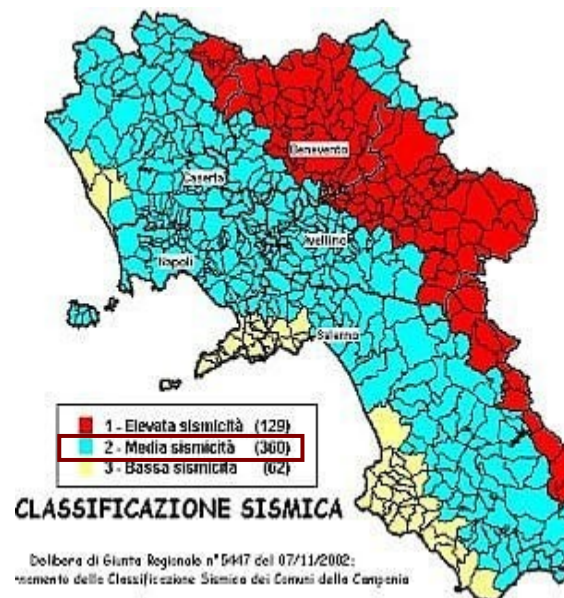 Benevento
Caserta
Avellino
Napoli
Salerno
1 - Elevata sismicità (129)
2 - Media sismicità (360)
3 - Bassa sismicità (62)
CLASSIFICAZIONE SISMICA
Delibera di Giunta Regionale n° 5447 del 07/11/2002:
della Classificazione Sismica dei Comuni della Campania